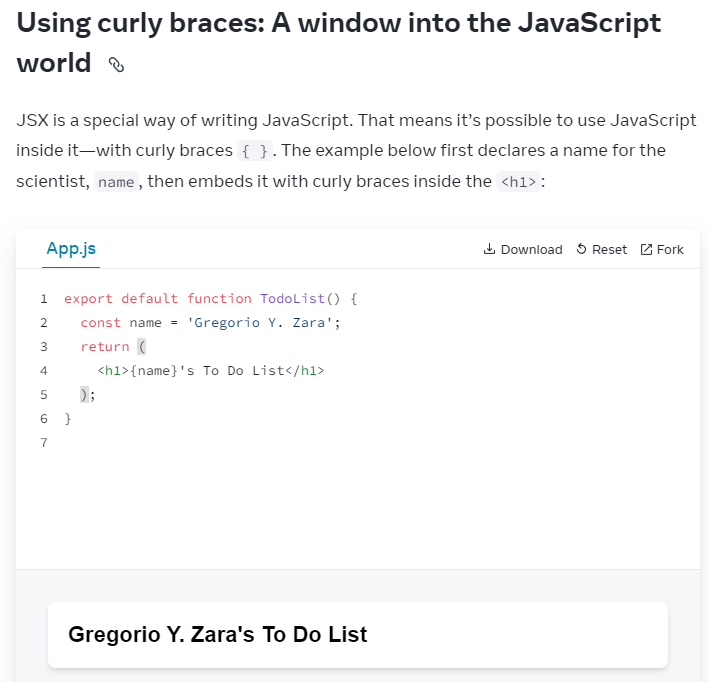 Using curly braces: A window into the JavaScript
world
JSX is a special way of writing JavaScript. That means it’s possible to use JavaScript
inside it—with curly braces { }. The example below first declares a name for the
scientist, name, then embeds it with curly braces inside the <h1>:
App.js
Download Reset Fork
1 export default function TodoList() {
2   const name = 'Gregorio Y. Zara';
3   return (
4     <h1>{name}'s To Do List</h1>
5   );
6 }
7
Gregorio Y. Zara's To Do List